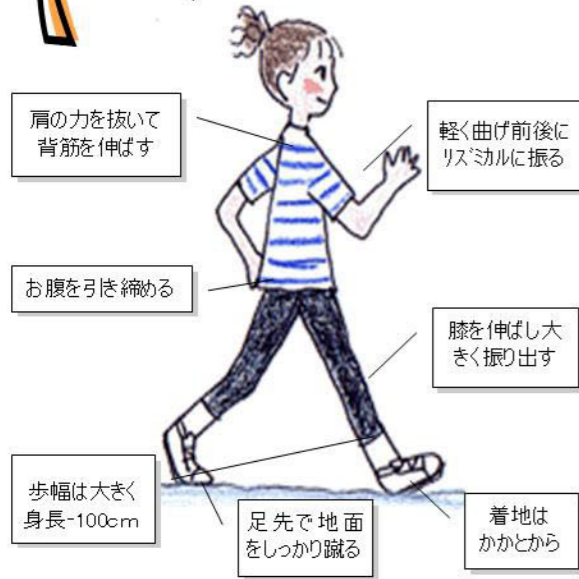 肩の力を抜いて
背筋を伸ばす
軽く曲げ前後に
リズミカルに振る
お腹を引き締める
膝を伸ばし大
きく振り出す
歩幅は大きく
身長-100cm
足先で地面
をしっかり蹴る
着地は
かかとから